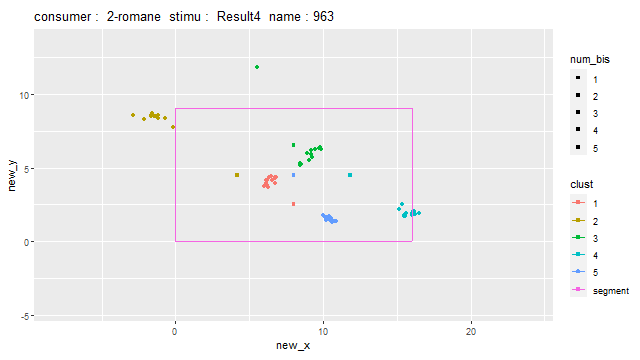 consumer :  2-romane  stimu :  Result4  name : 963
new_y
10
5
0
-5
0
10
20
new_x
num_bis
1
2
3
4
5
clust
1
2
3
4
5
segment